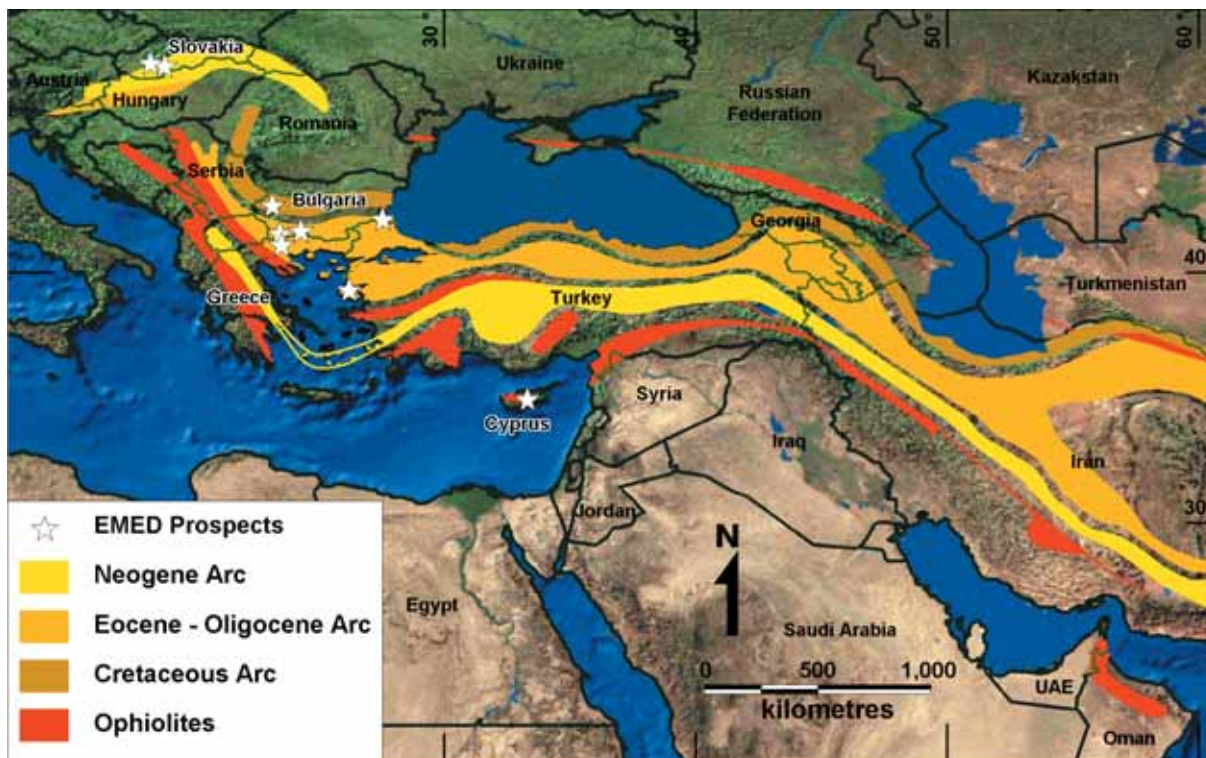 30°
40°
50°
60°
Slovakia
Ukraine
Kazakstan
Austria
Hungary
Russian
Federation
Romania
Serbia
Bulgaria
Georgia
40°
Turkmenistan
Greece
Turkey
Syria
Cyprus
Iraq
Iran
Jordan
30°
N
Egypt
Saudi Arabia
0 500 1,000
kilometres
UAE
Oman
EMED Prospects
Neogene Arc
Eocene - Oligocene Arc
Cretaceous Arc
Ophiolites